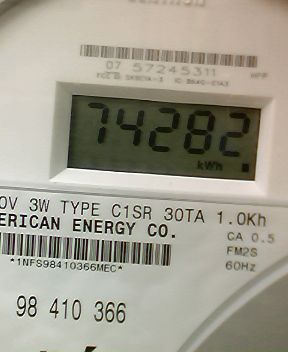 07 57245311
74282
kWh
0V 3W TYPE C1SR 30TA 1.0Kh
ERICAN ENERGY CO.
CA 0.5
FM2S
60Hz
*1NFS98410366MEC*
98 410 366